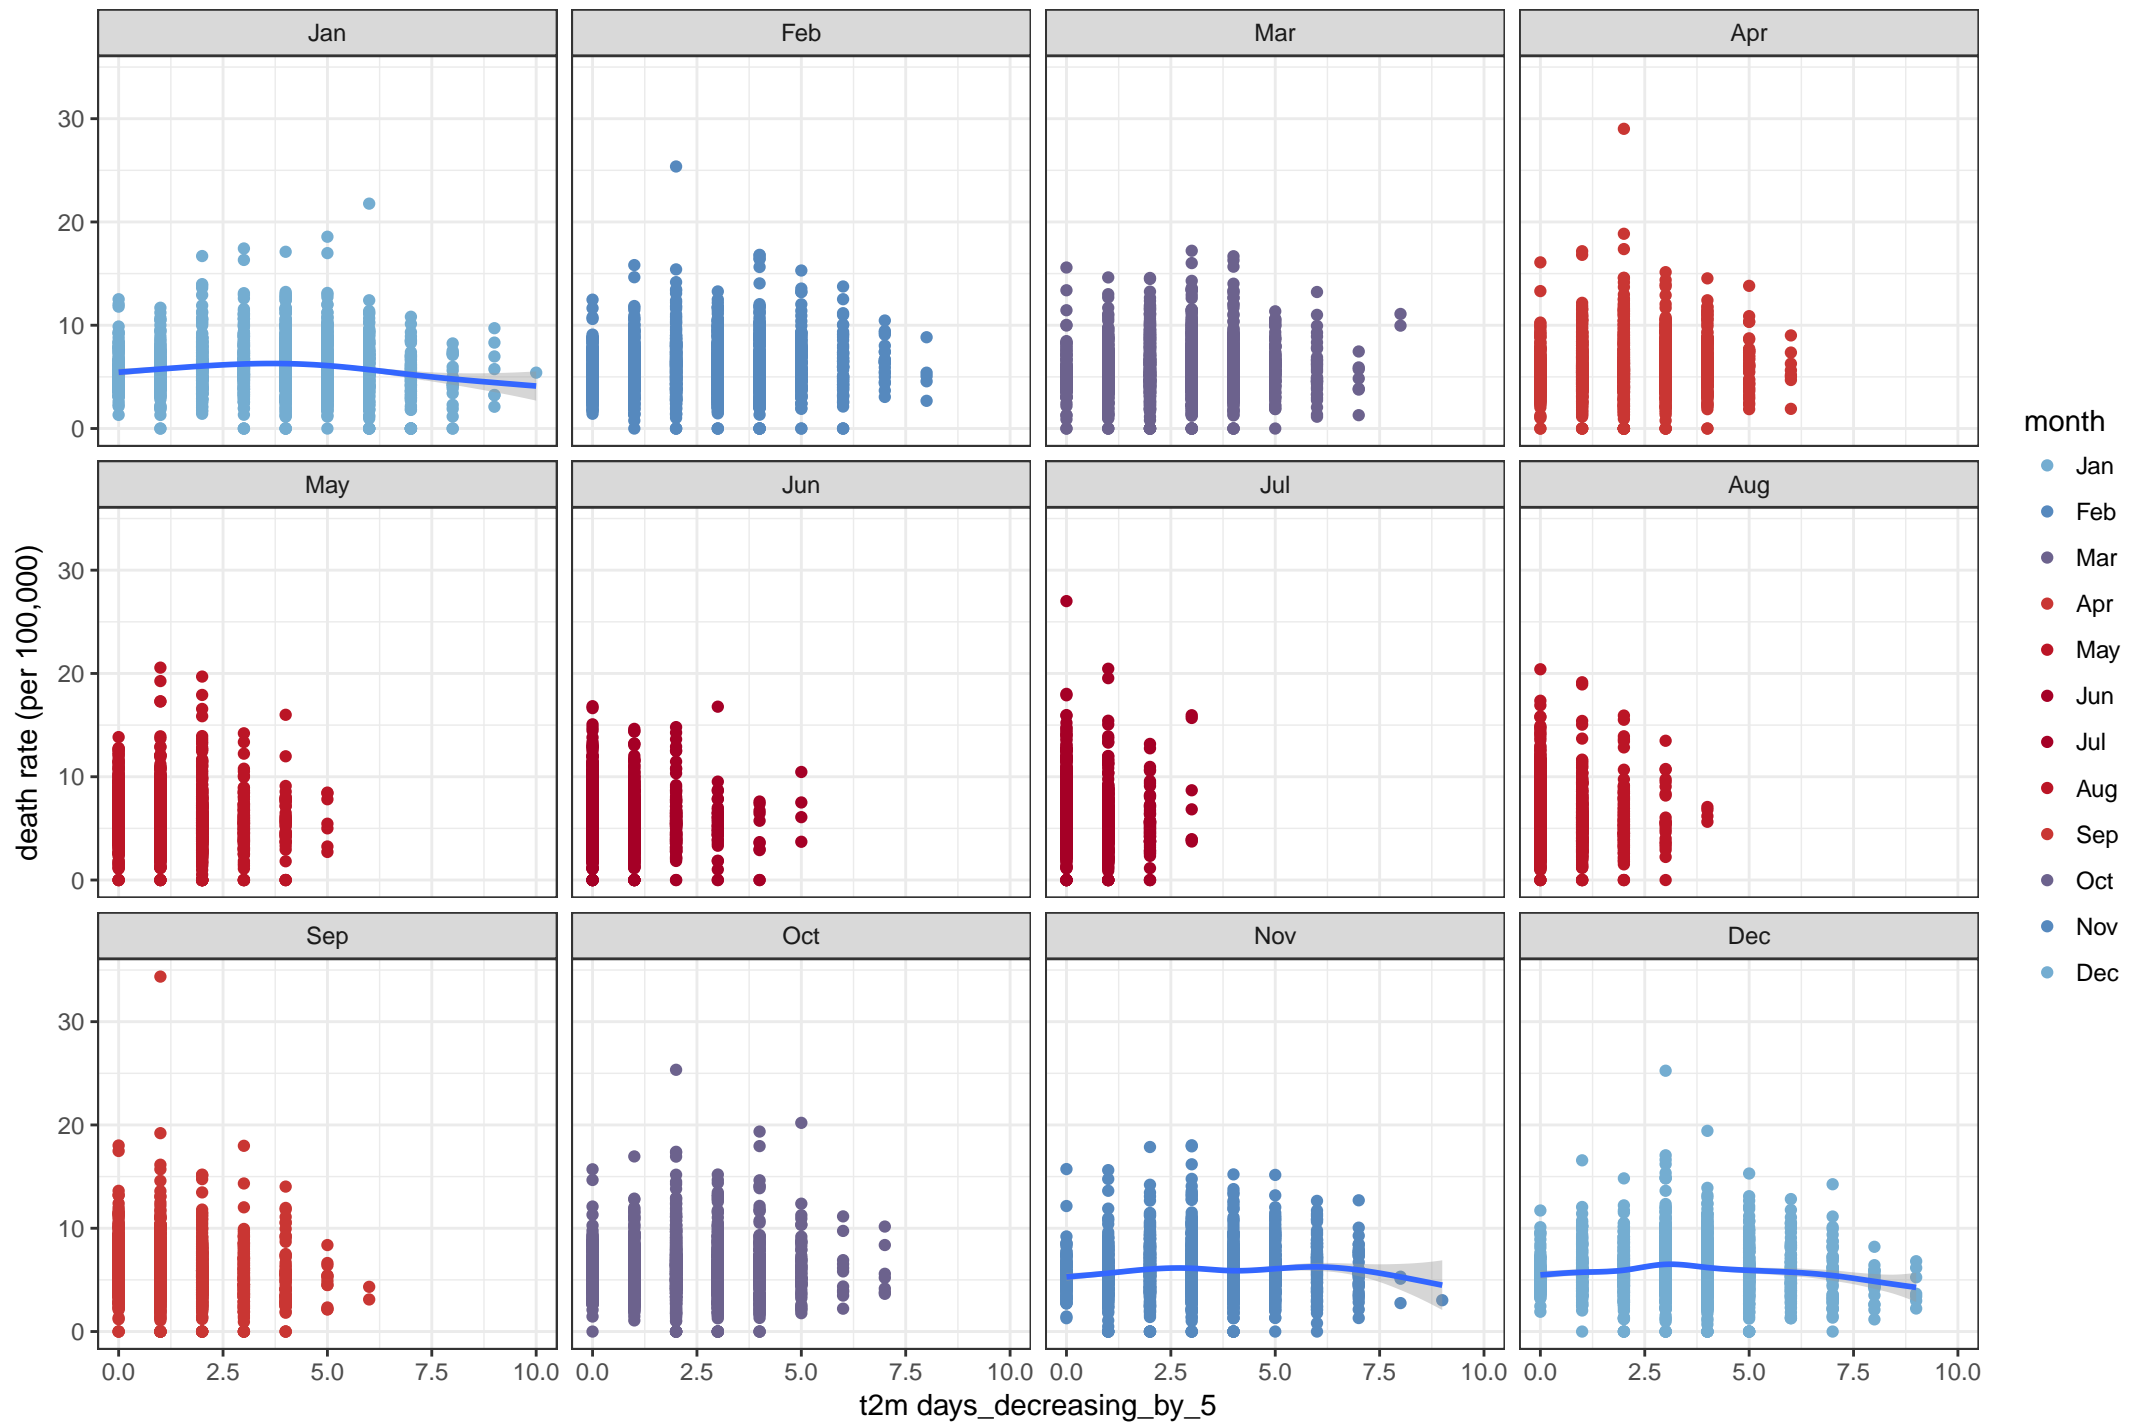 Jan Feb Mar Apr
30
20
10
0
May Jun Jul Aug
30
20
10
0
Sep Oct Nov Dec
30
20
10
0
0.0 2.5 5.0 7.5 10.0 0.0 2.5 5.0 7.5 10.0 0.0 2.5 5.0 7.5 10.0 0.0 2.5 5.0 7.5 10.0
t2m days_decreasing_by_5
death rate (per 100,000)
month
Jan
Feb
Mar
Apr
May
Jun
Jul
Aug
Sep
Oct
Nov
Dec